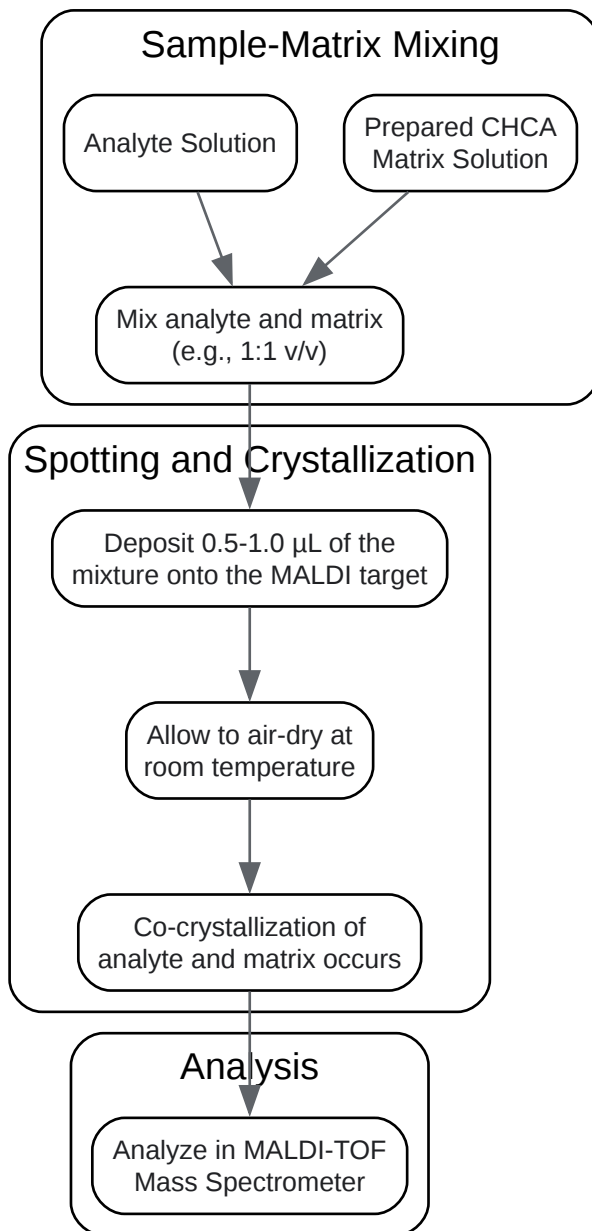 Sample-Matrix Mixing
Analyte Solution
Prepared CHCA
Matrix Solution
Mix analyte and matrix
(e.g., 1:1 v/v)
Spotting and Crystallization
Deposit 0.5-1.0 µL of the
mixture onto the MALDI target
Allow to air-dry at
room temperature
Co-crystallization of
analyte and matrix occurs
Analysis
Analyze in MALDI-TOF
Mass Spectrometer